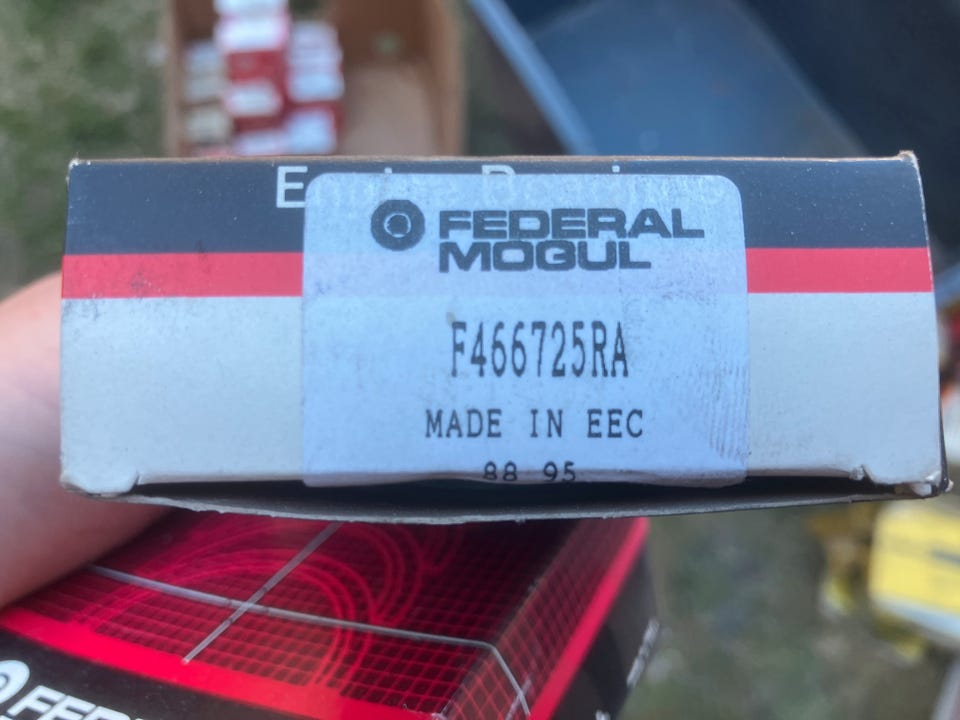 FEDERAL
MOGUL
F466725RA
MADE IN EEC
88 95